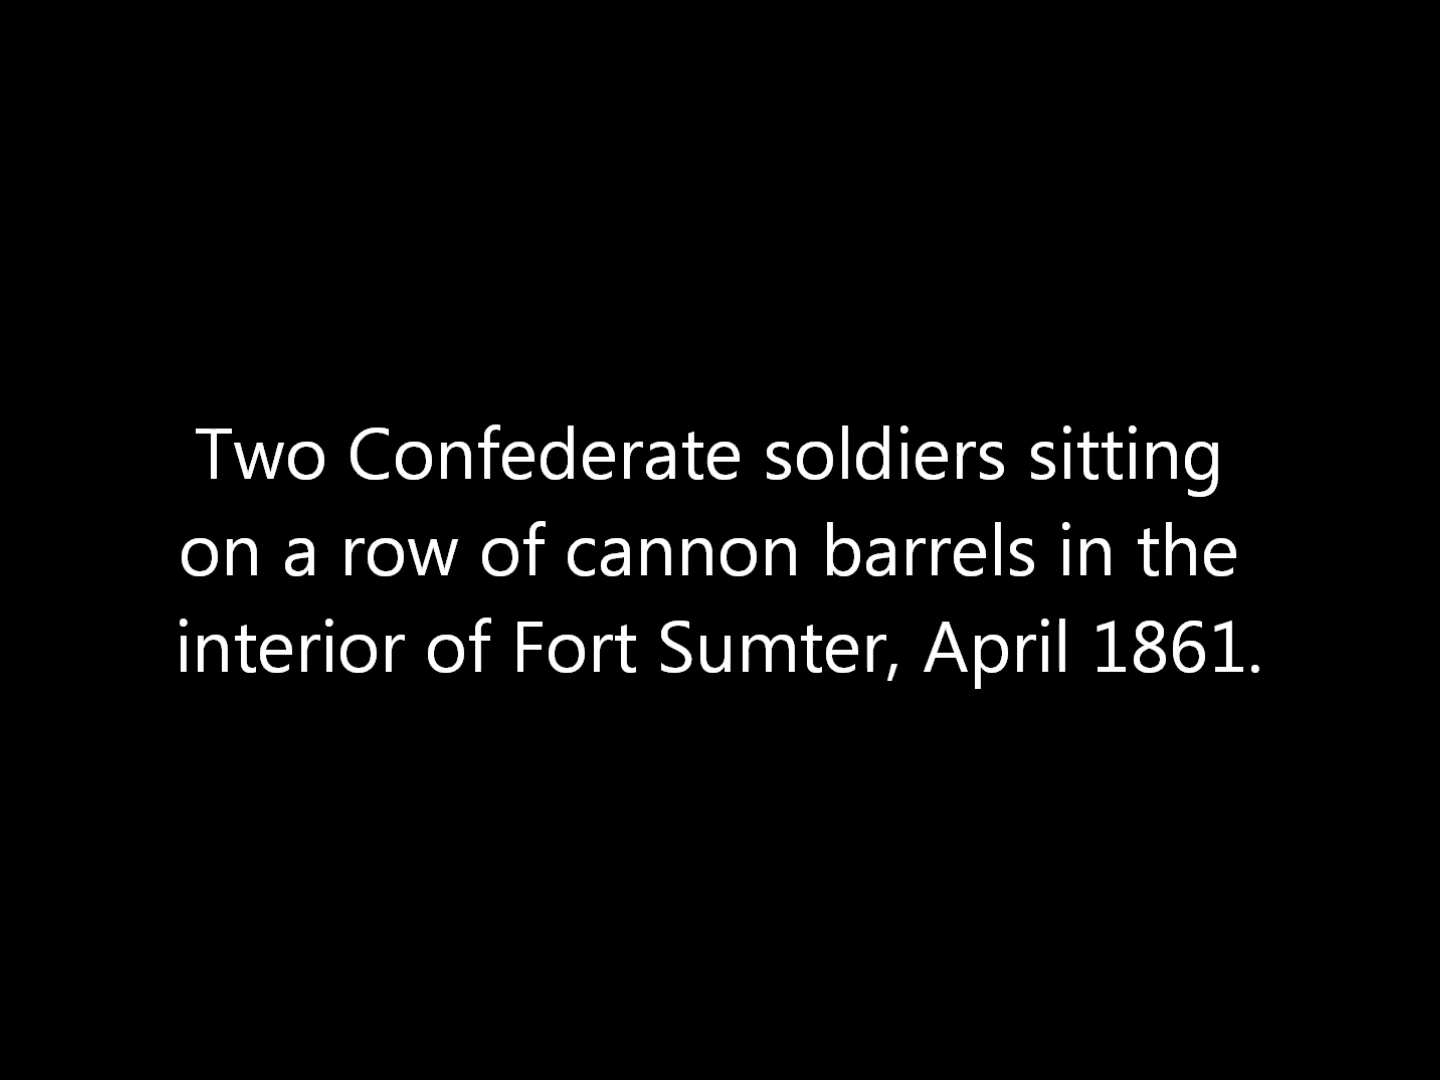 Two Confederate soldiers sitting
on a row of cannon barrels in the
interior of Fort Sumter, April 1861.